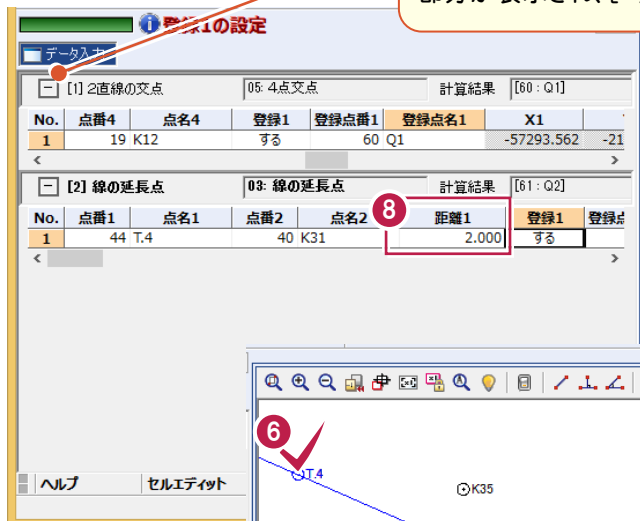 登録1の設定
データ入力
[1] 2直線の交点 05: 4点交点 計算結果 [60 : Q1]
No. 点番4 点名4 登録1 登録点番1 登録点名1 X1
1 19 K12 する 60 Q1 -57293.562 -21
[2] 線の延長点 03: 線の延長点 計算結果 [61 : Q2]
No. 点番1 点名1 点番2 点名2 8 距離1 登録1 登録点
1 44 T.4 40 K31 2.000 する
6
T.4
K35
ヘルプ セルエディット